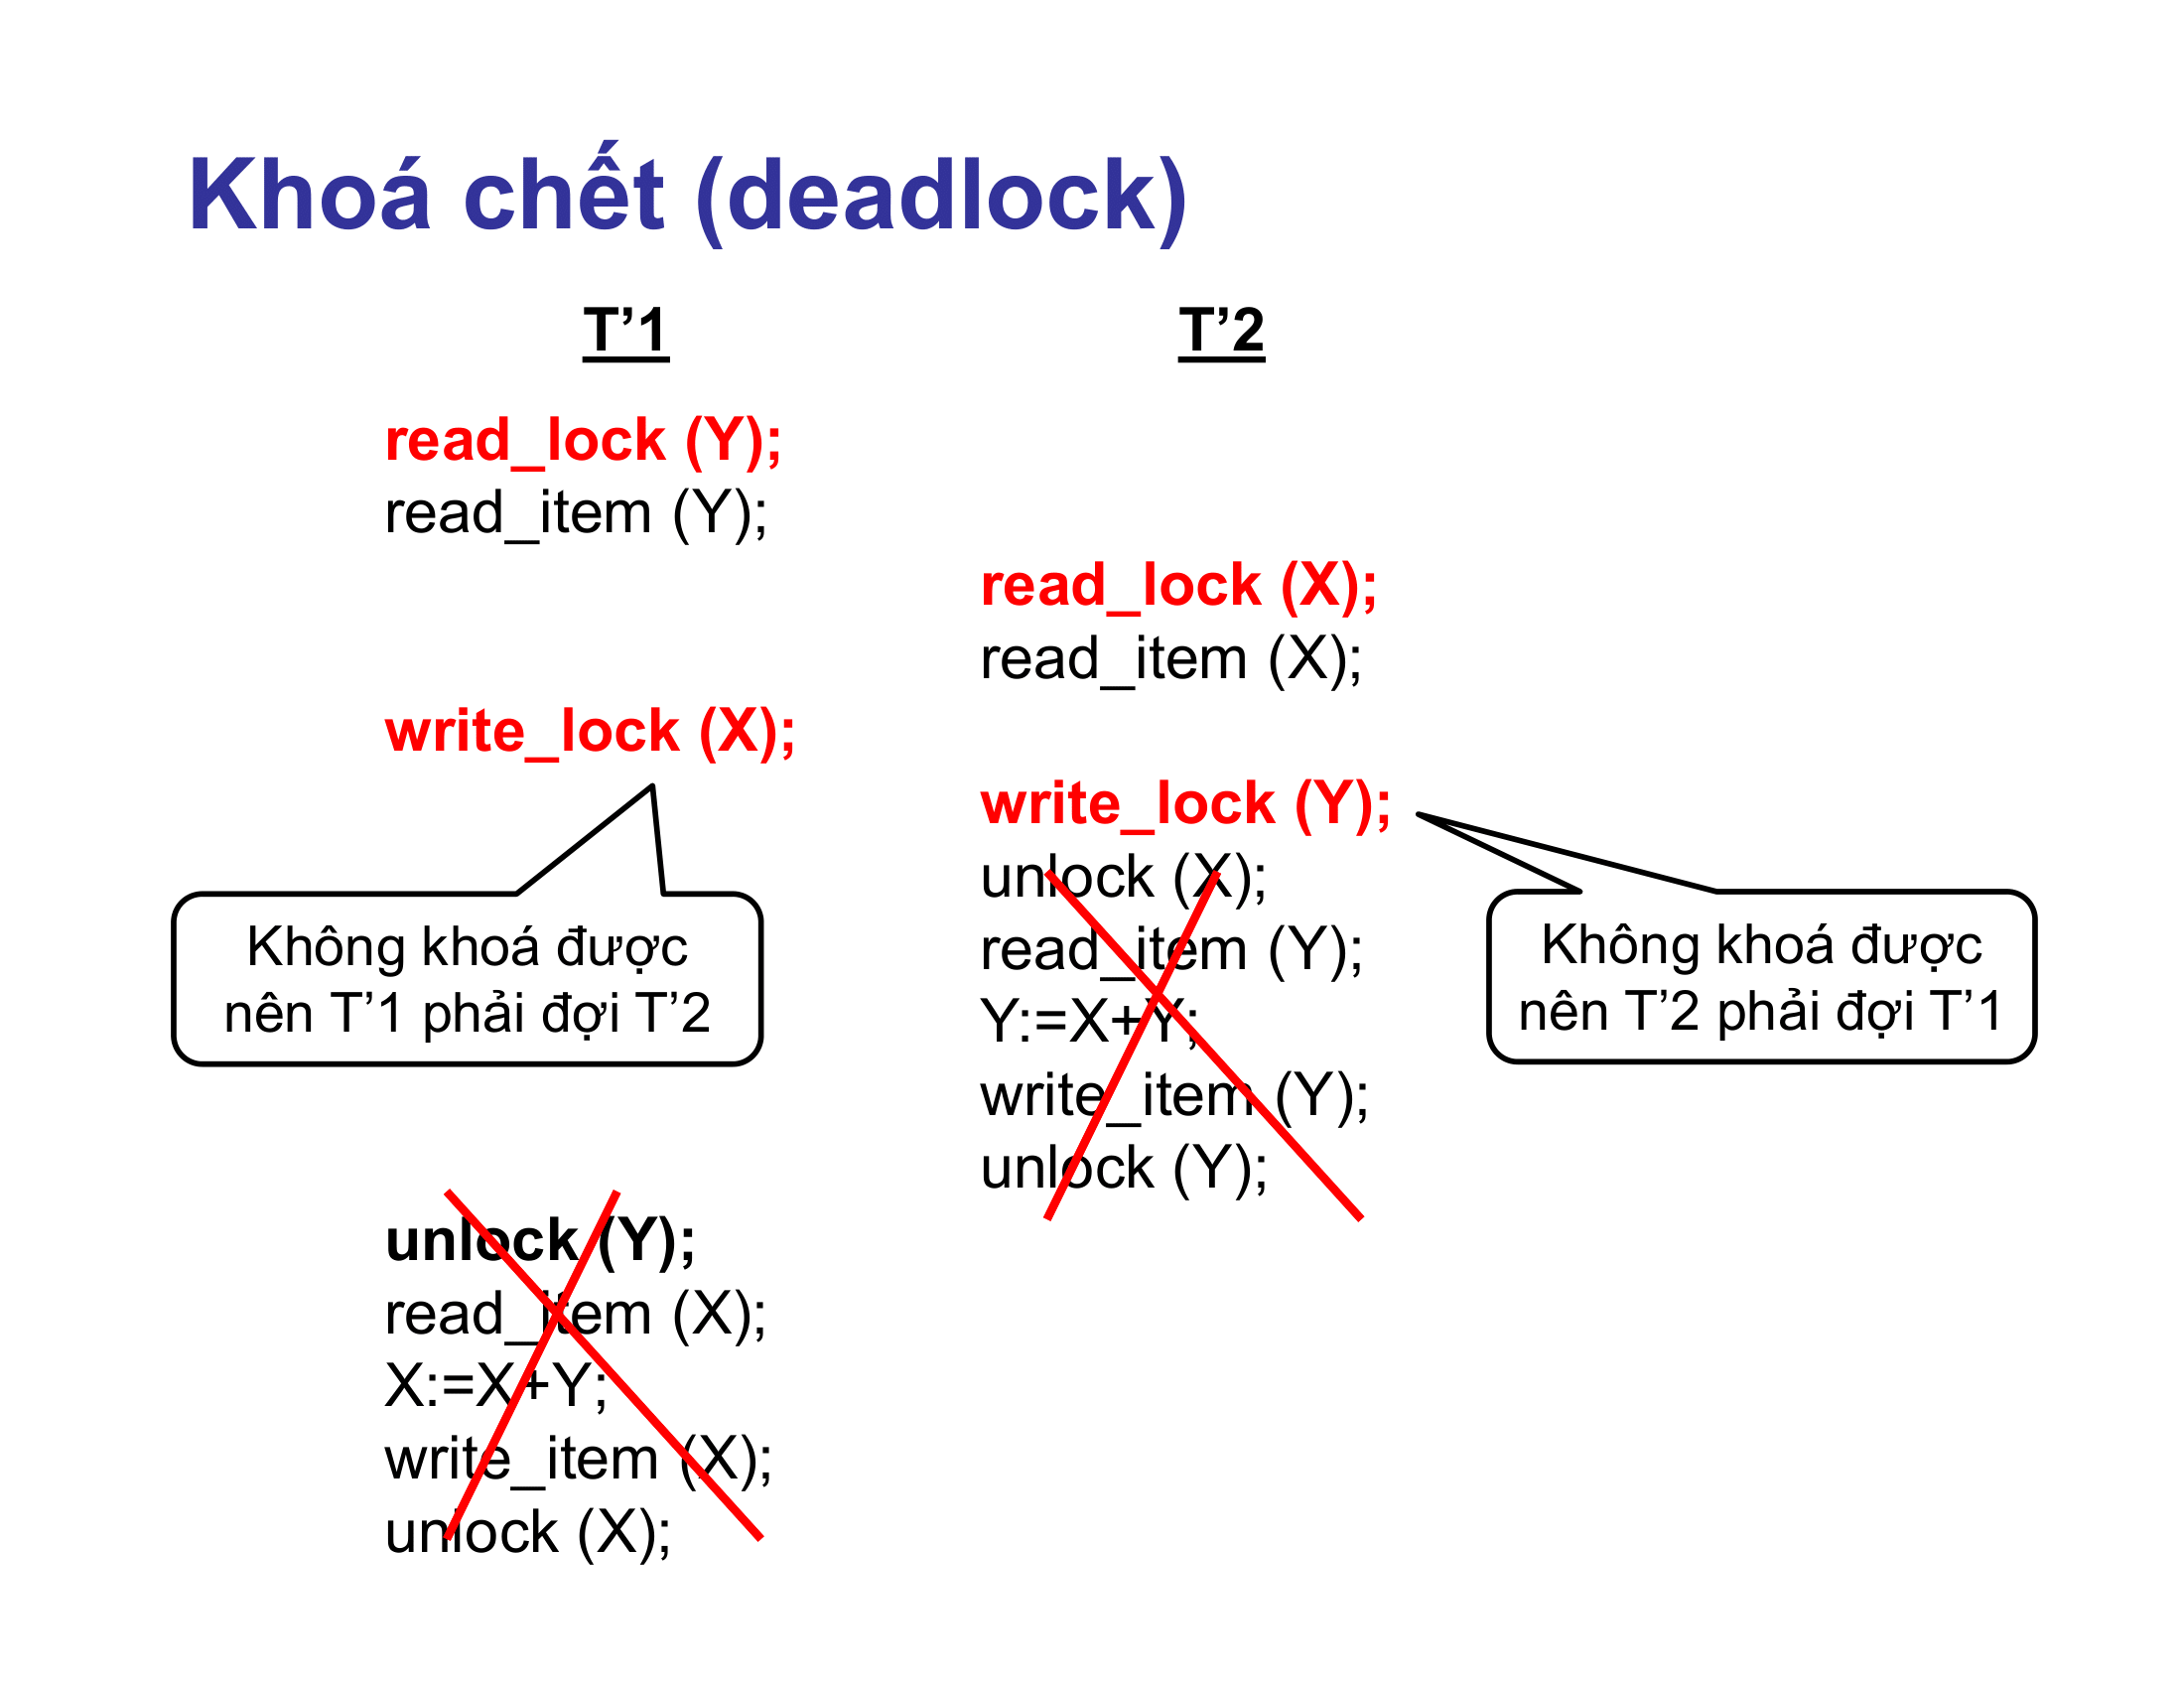 Khoá chết (deadlock)
T’1
T’2
read_lock (Y);
read_item (Y);
read_lock (X);
read_item (X);
write_lock (X);
write_lock (Y);
unlock (X);
read_item (Y);
Y:=X+Y;
write_item (Y);
unlock (Y);
Không khoá được
nên T’1 phải đợi T’2
Không khoá được
nên T’2 phải đợi T’1
unlock (Y);
read_item (X);
X:=X+Y;
write_item (X);
unlock (X);